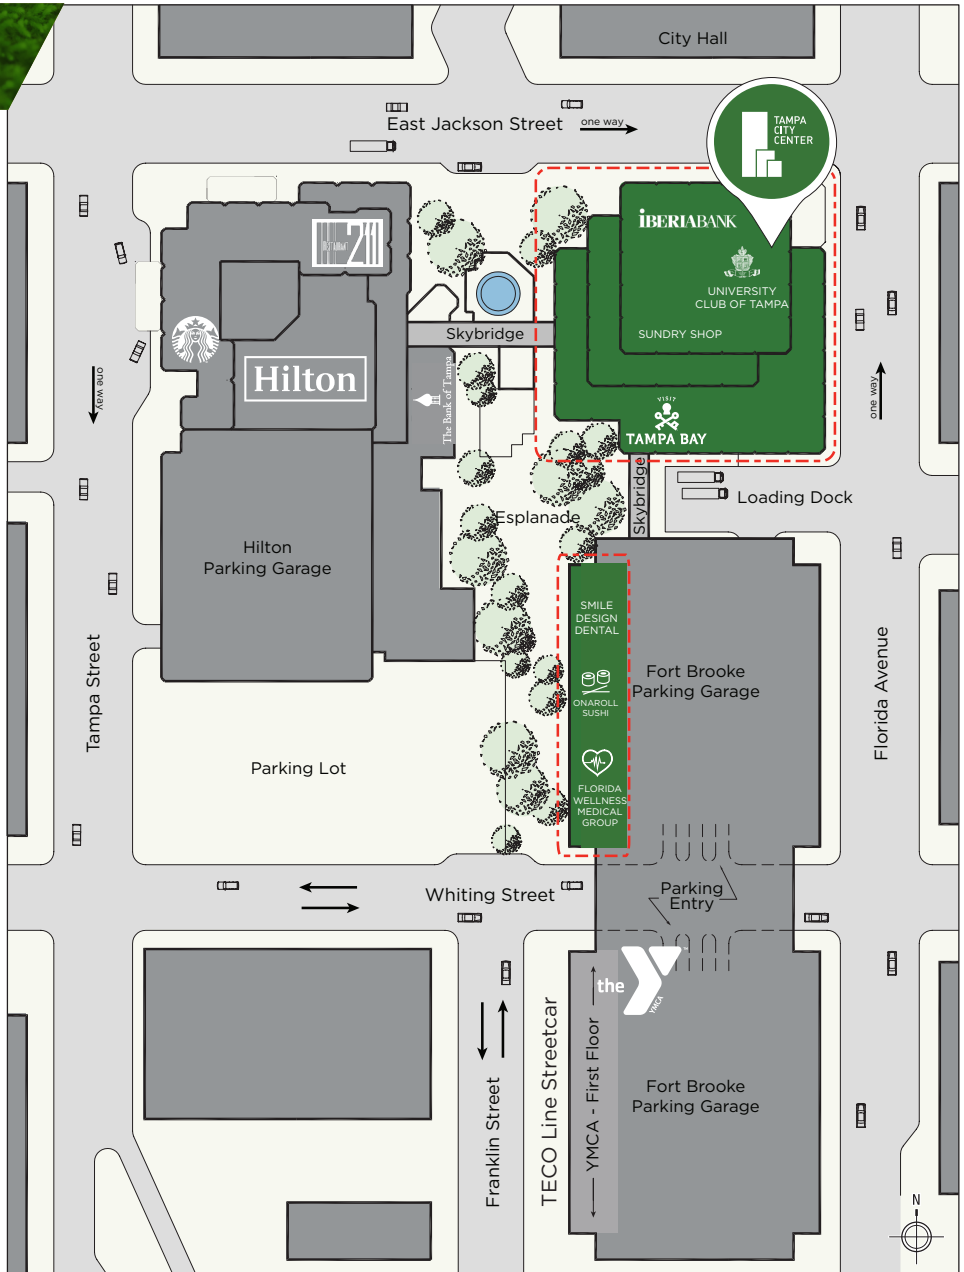 City Hall
East Jackson Street
one way
TAMPA
CITY
CENTER
RESTAURANT
211
iBERIABANK
UNIVERSITY
CLUB OF TAMPA
SUNDRY SHOP
Skybridge
Hilton
The Bank of Tampa
one way
one way
VISIT
TAMPA BAY
Skybridge
Loading Dock
Esplanade
Hilton
Parking Garage
SMILE
DESIGN
DENTAL
Tampa Street
Florida Avenue
Fort Brooke
Parking Garage
ONAROLL
SUSHI
Parking Lot
FLORIDA
WELLNESS
MEDICAL
GROUP
Whiting Street
Parking
Entry
the
YMCA
Franklin Street
TECO Line Streetcar
YMCA - First Floor
Fort Brooke
Parking Garage
N